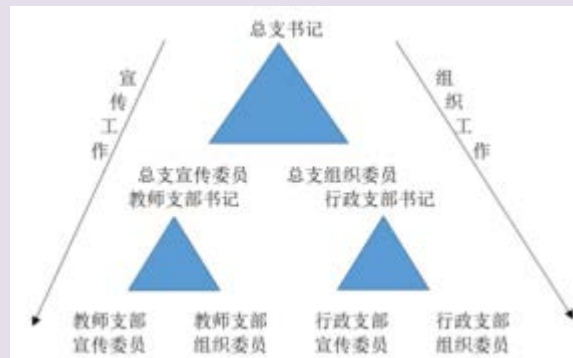 总支书记
宣传工作
组织工作
总支宣传委员 总支组织委员
教师支部书记 行政支部书记
教师支部 教师支部 行政支部 行政支部
宣传委员 组织委员 宣传委员 组织委员